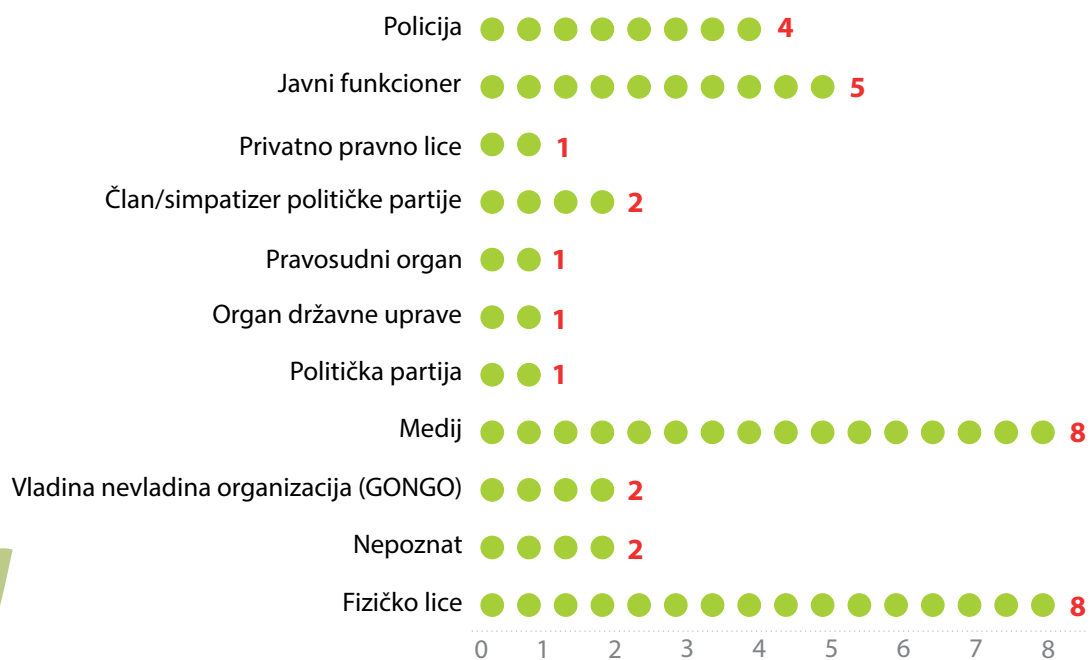 Policija 4
Javni funkcioner 5
Privatno pravno lice 1
Član/simpatizer političke partije 2
Pravosudni organ 1
Organ državne uprave 1
Politička partija 1
Medij 8
Vladina nevladina organizacija (GONGO) 2
Nepoznat 2
Fizičko lice 8
0 1 2 3 4 5 6 7 8